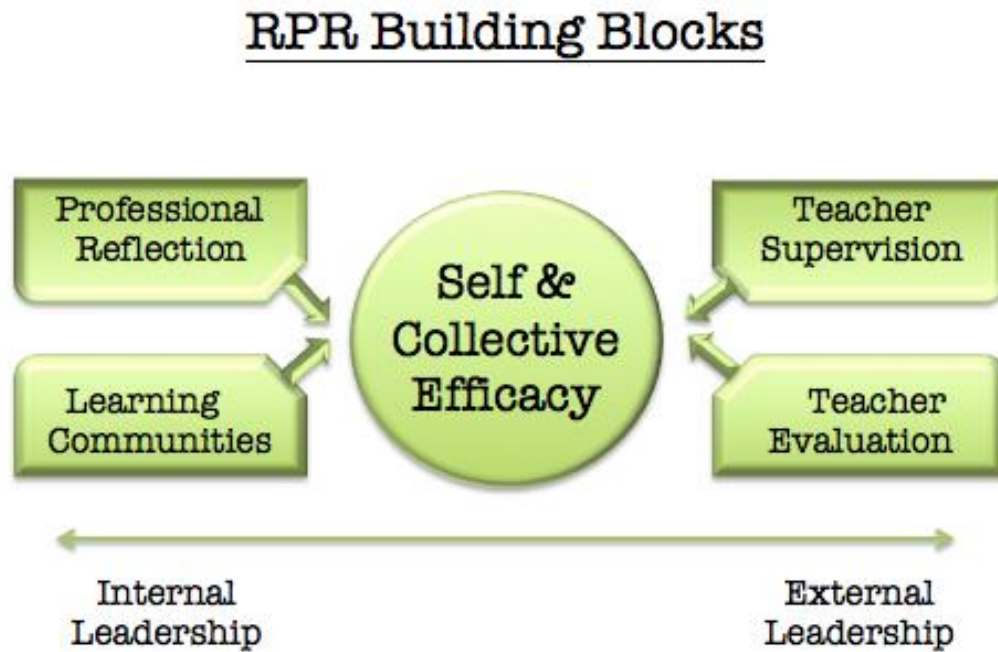 RPR Building Blocks
Professional
Reflection
Learning
Communities
Self &
Collective
Efficacy
Teacher
Supervision
Teacher
Evaluation
Internal
Leadership
External
Leadership